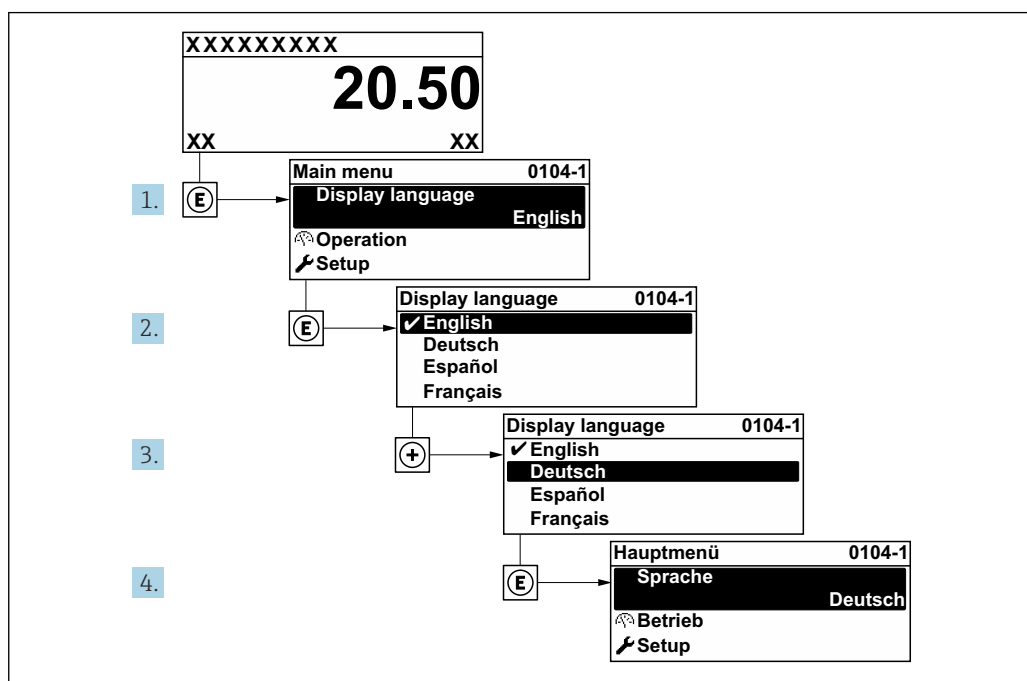 XXXXXXXXX
20.50
XX XX
1.
E
Main menu 0104-1
Display language
English
Operation
Setup
2.
E
Display language 0104-1
✔English
Deutsch
Español
Français
3.
+
Display language 0104-1
✔English
Deutsch
Español
Français
4.
E
Hauptmenü 0104-1
Sprache
Deutsch
Betrieb
Setup